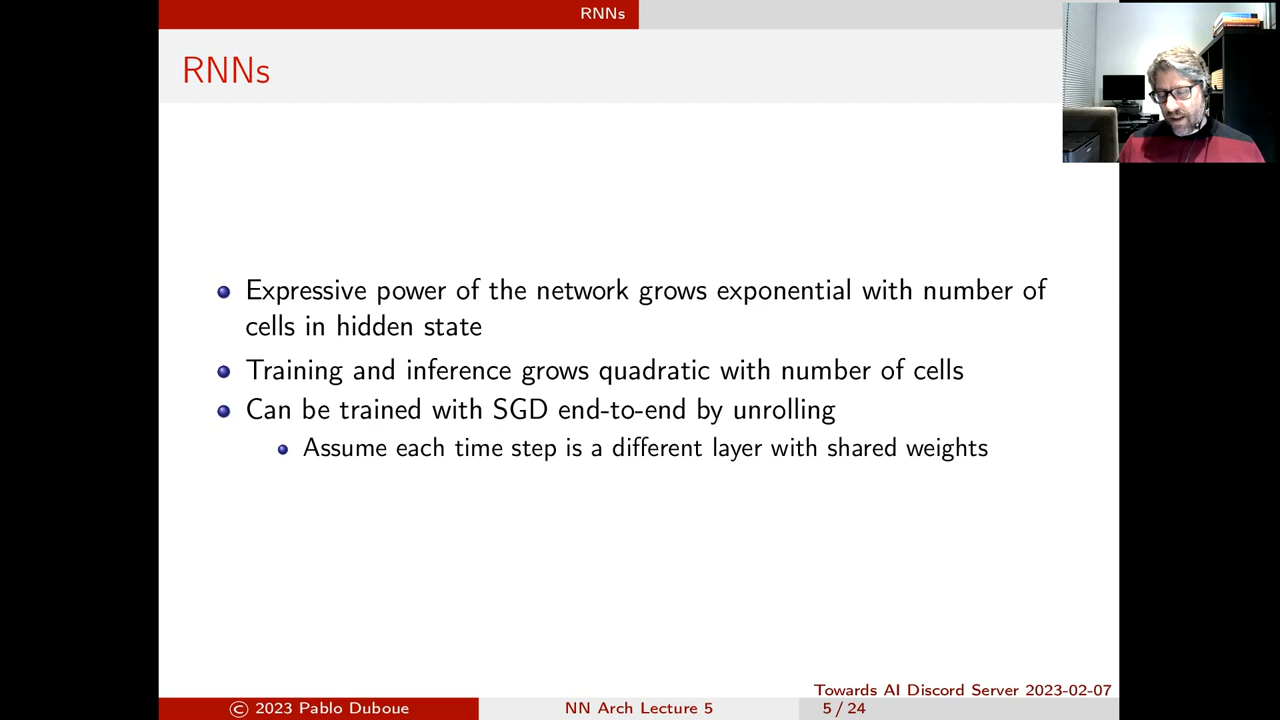 RNNs
RNNs
Expressive power of the network grows exponential with number of
cells in hidden state
Training and inference grows quadratic with number of cells
Can be trained with SGD end-to-end by unrolling
Assume each time step is a different layer with shared weights
Towards AI Discord Server 2023-02-07
© 2023 Pablo Duboue NN Arch Lecture 5 5 / 24